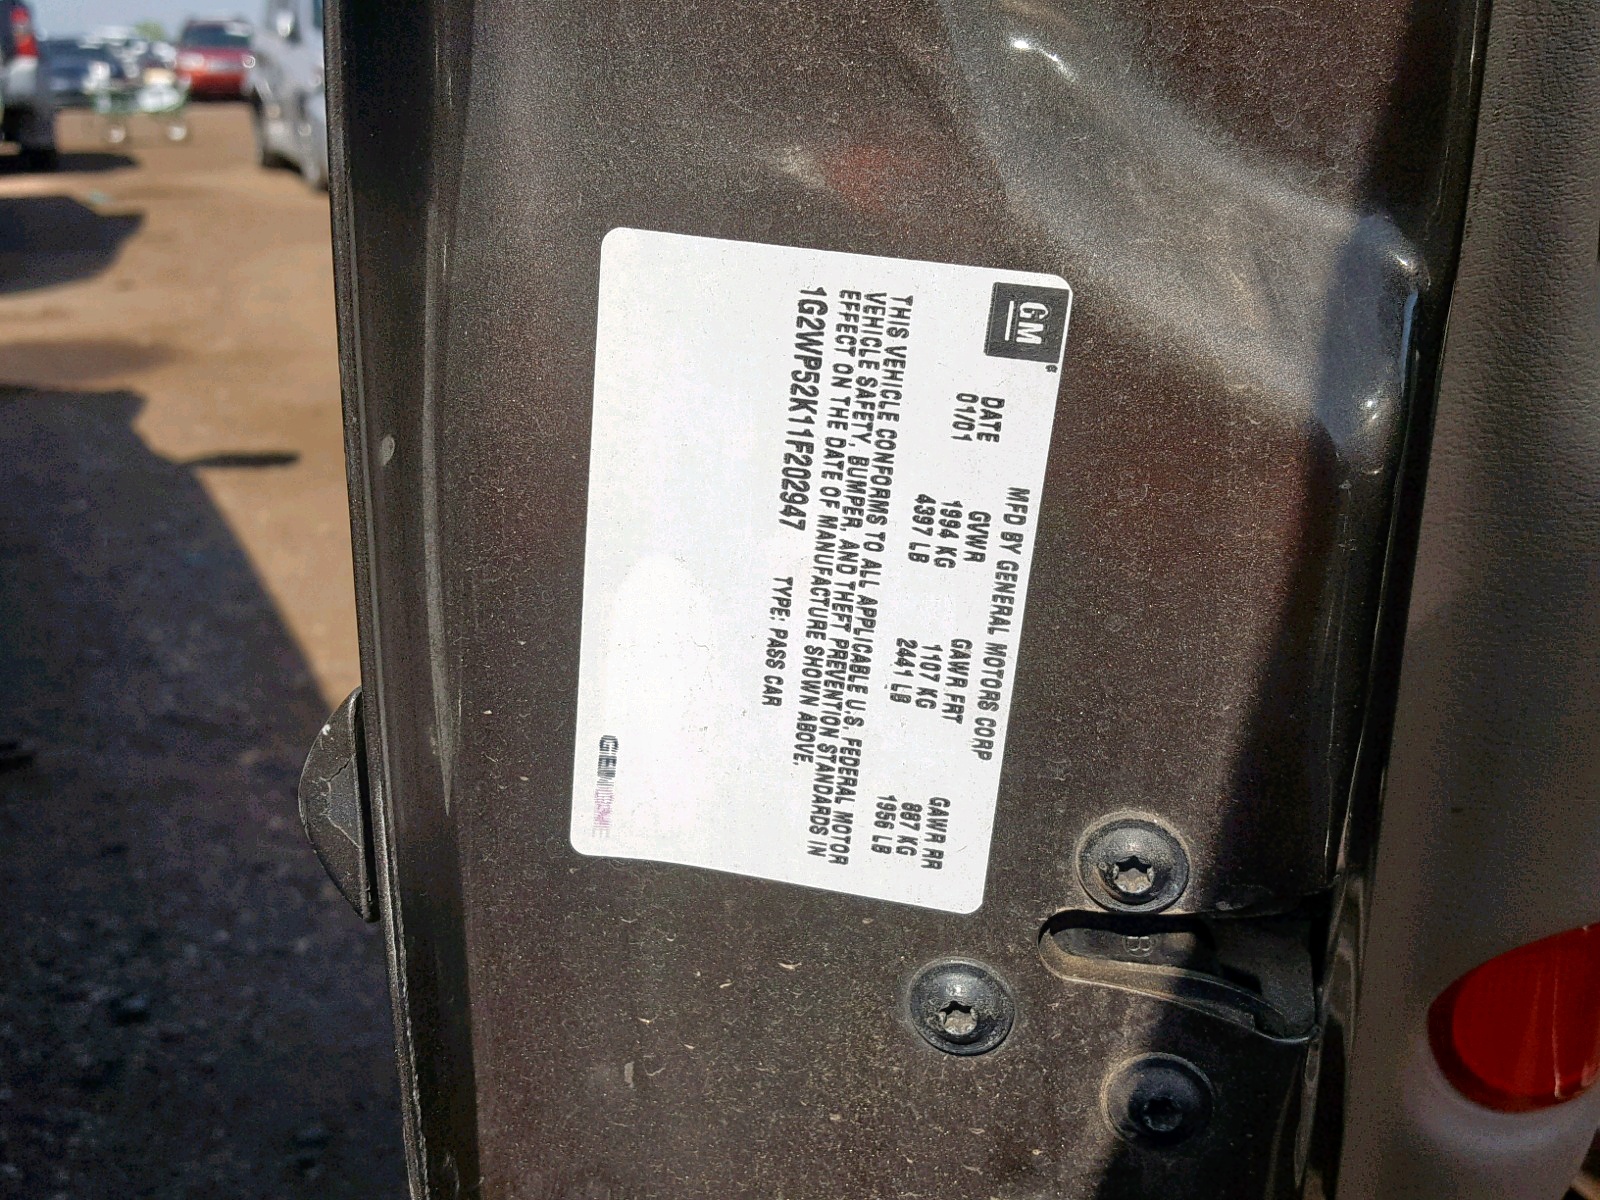 GM
MFD BY GENERAL MOTORS CORP
DATE GVWR GAWR FRT GAWR RR
01/01 1994 KG 1107 KG 887 KG
4397 LB 2441 LB 1956 LB
THIS VEHICLE CONFORMS TO ALL APPLICABLE U.S. FEDERAL MOTOR
VEHICLE SAFETY, BUMPER, AND THEFT PREVENTION STANDARDS IN
EFFECT ON THE DATE OF MANUFACTURE SHOWN ABOVE.
1G2WP52K11F202947 TYPE: PASS CAR
GENUINE
B